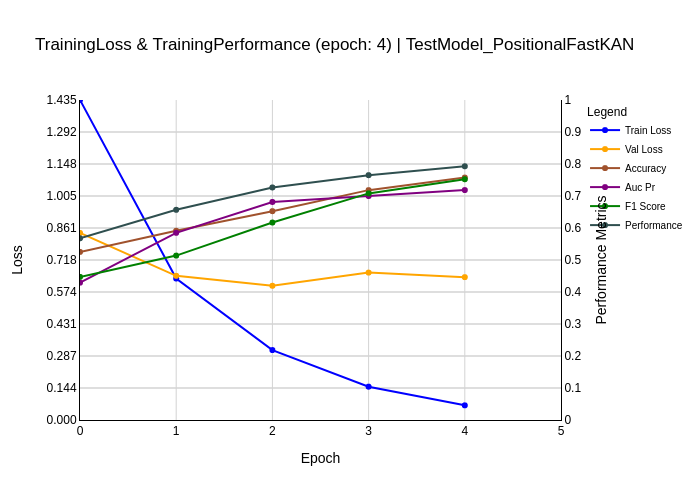 TrainingLoss & TrainingPerformance (epoch: 4) | TestModel_PositionalFastKAN
1.435
1.292
1.148
1.005
0.861
0.718
0.574
0.431
0.287
0.144
0.000
Loss
0
1
2
3
4
5
Epoch
1
0.9
0.8
0.7
0.6
0.5
0.4
0.3
0.2
0.1
0
Performance Metrics
Legend
Train Loss
Val Loss
Accuracy
Auc Pr
F1 Score
Performance